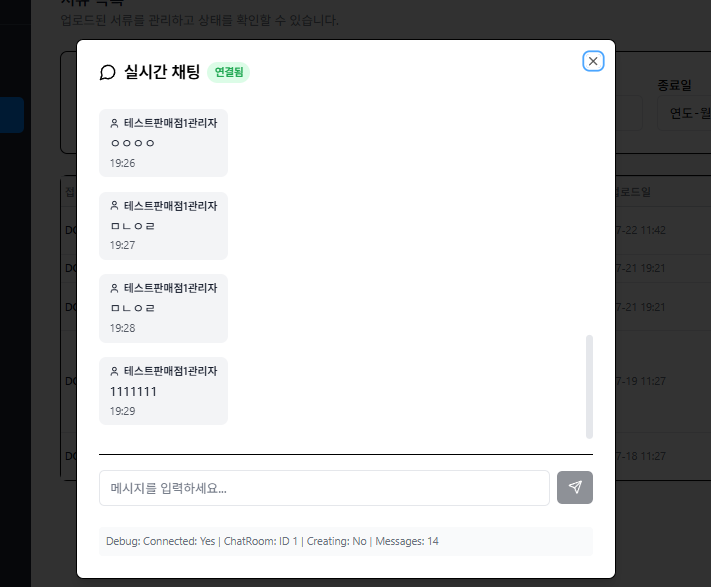 업로드된 서류를 관리하고 상태를 확인할 수 있습니다.
실시간 채팅 연결됨
종료일
연도-월
테스트판매점1관리자
ㅇㅇㅇㅇ
19:26
업로드일
테스트판매점1관리자
ㅁㄴㅇㄹ
19:27
7-22 11:42
7-21 19:21
테스트판매점1관리자
ㅁㄴㅇㄹ
19:28
7-21 19:21
테스트판매점1관리자
1111111
19:29
7-19 11:27
7-18 11:27
메시지를 입력하세요...
Debug: Connected: Yes | ChatRoom: ID 1 | Creating: No | Messages: 14